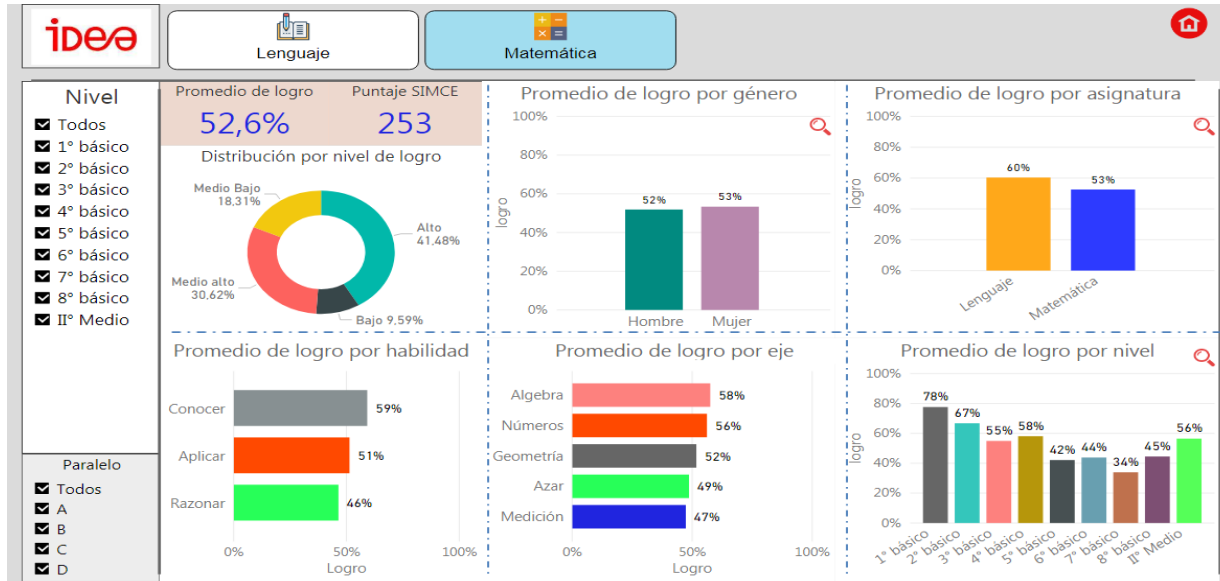 iDea
Lenguaje
Matemática
Nivel
Todos
1° básico
2° básico
3° básico
4° básico
5° básico
6° básico
7° básico
8° básico
II° Medio
Paralelo
Todos
A
B
C
D
Promedio de logro
52,6%
Puntaje SIMCE
253
Distribución por nivel de logro
Medio Bajo
18,31%
Alto
41,48%
Medio alto
30,62%
Bajo 9.59%
Promedio de logro por género
100%
80%
60%
40%
20%
0%
logro
52%
53%
Hombre
Mujer
Promedio de logro por asignatura
100%
80%
60%
40%
20%
0%
logro
60%
53%
Lenguaje
Matemática
Promedio de logro por habilidad
Conocer
59%
Aplicar
51%
Razonar
46%
0%
50%
100%
Logro
Promedio de logro por eje
Algebra
58%
Números
56%
Geometría
52%
Azar
49%
Medición
47%
0%
50%
100%
Logro
Promedio de logro por nivel
100%
80%
60%
40%
20%
0%
logro
78%
67%
55%
58%
42%
44%
34%
45%
56%
1° básico
2° básico
3° básico
4° básico
5° básico
6° básico
7° básico
8° básico
II° Medio